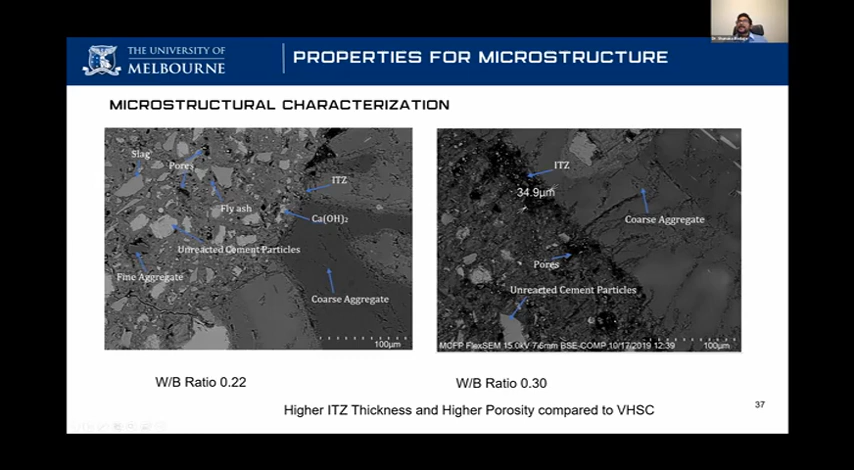 THE UNIVERSITY OF
MELBOURNE
PROPERTIES FOR MICROSTRUCTURE
MICROSTRUCTURAL CHARACTERIZATION
Slag
Pores
ITZ
Fly ash
Ca(OH)₂
Unreacted Cement Particles
Fine Aggregate
Coarse Aggregate
100µm
ITZ
34.9µm
Coarse Aggregate
Pores
Unreacted Cement Particles
MCFP FlexSEM 15.0kV 7.6mm BSE-COMP 10/17/2019 12:39
100µm
W/B Ratio 0.22
W/B Ratio 0.30
Higher ITZ Thickness and Higher Porosity compared to VHSC
37